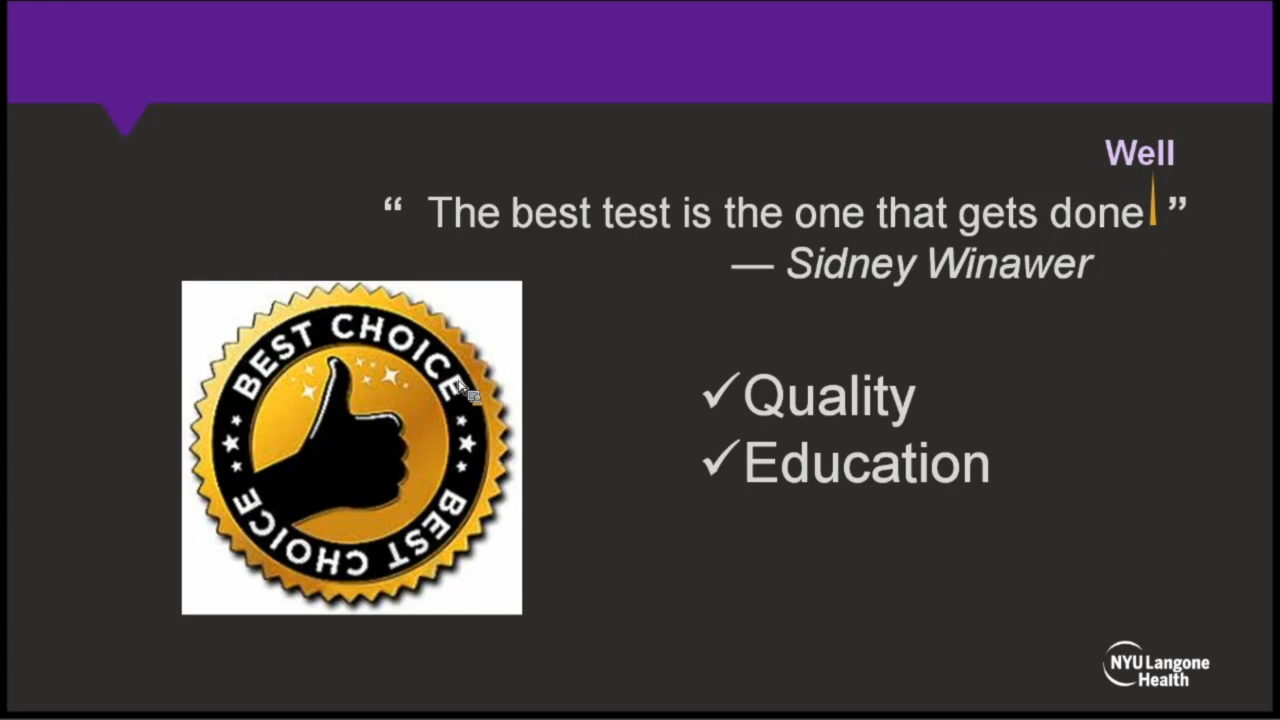 Well
“ The best test is the one that gets done ”
— Sidney Winawer
BEST CHOICE
BEST CHOICE
✓Quality
✓Education
NYU Langone
Health